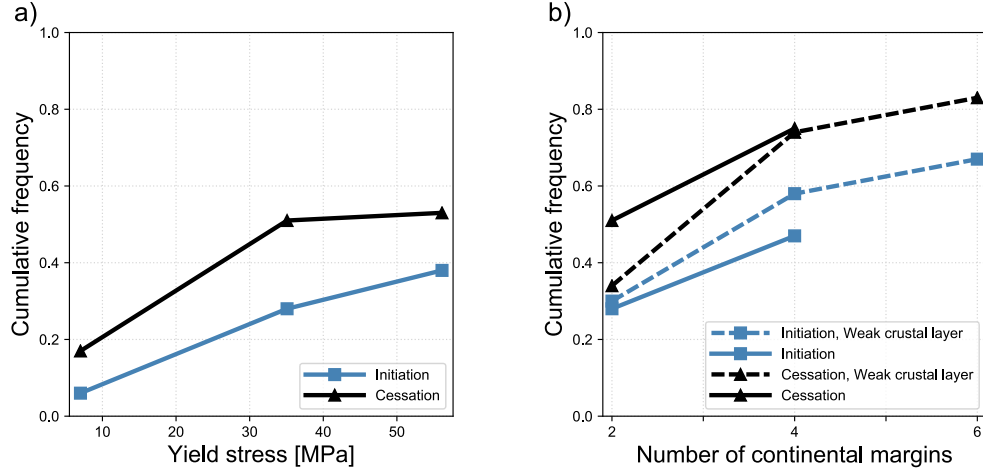 a)
Cumulative frequency
1.0
0.8
0.6
0.4
0.2
0.0
10
20
30
40
50
Yield stress [MPa]
Initiation
Cessation
b)
Cumulative frequency
1.0
0.8
0.6
0.4
0.2
0.0
2
4
6
Number of continental margins
Initiation, Weak crustal layer
Initiation
Cessation, Weak crustal layer
Cessation